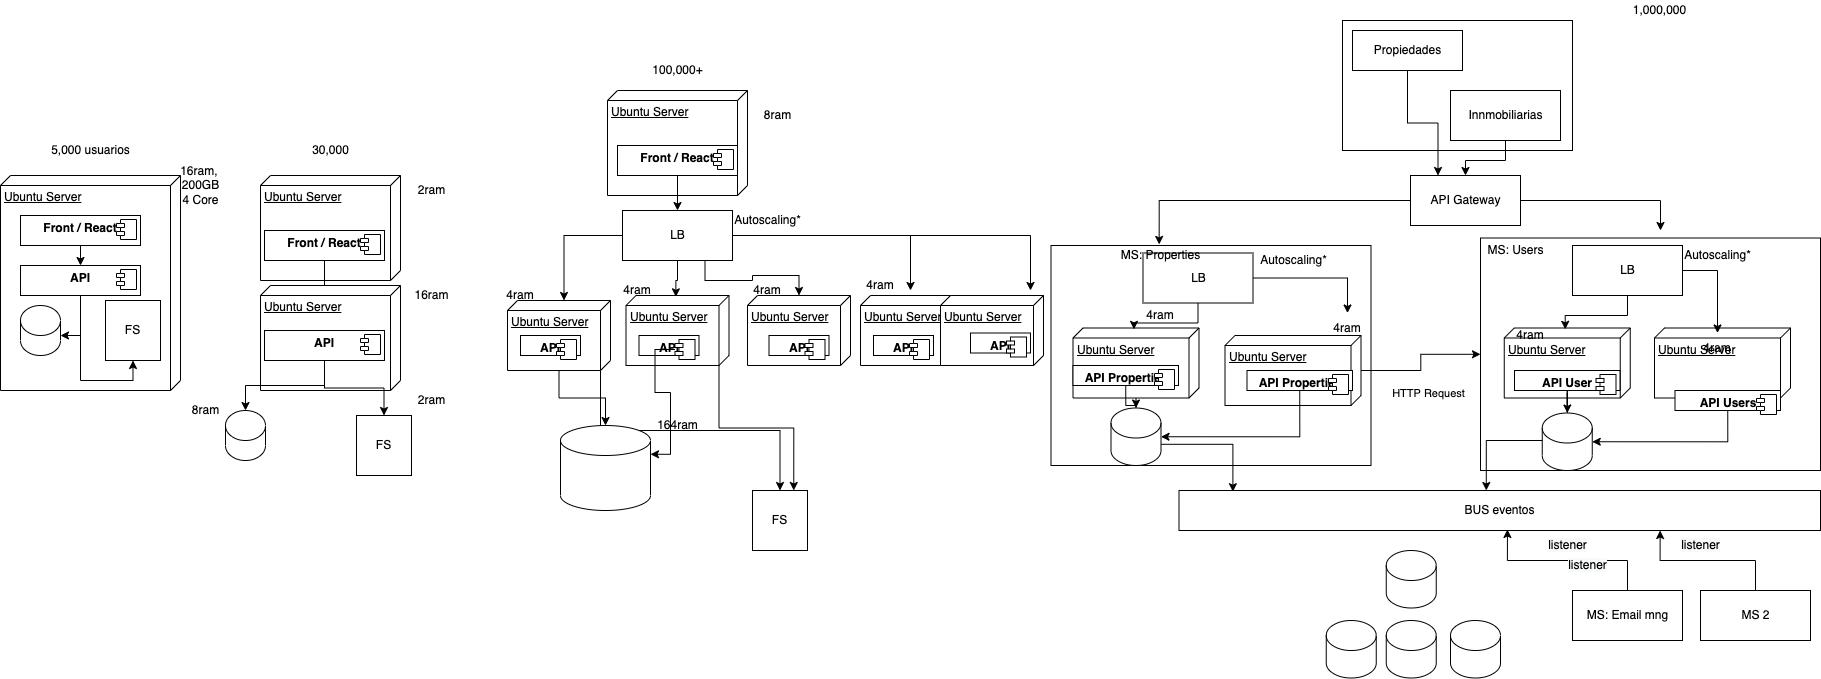 5,000 usuarios
16ram,
200GB
4 Core
Ubuntu Server
Front / React
API
FS
30,000
2ram
Ubuntu Server
Front / React
16ram
Ubuntu Server
API
8ram
2ram
FS
100,000+
8ram
Ubuntu Server
Front / React
LB
Autoscaling*
4ram
Ubuntu Server
API
4ram
Ubuntu Server
API
4ram
Ubuntu Server
API
4ram
Ubuntu Server
API
Ubuntu Server
API
164ram
FS
1,000,000
Propiedades
Innmobiliarias
API Gateway
MS: Properties
LB
Autoscaling*
4ram
Ubuntu Server
API Properti
4ram
Ubuntu Server
API Properti
HTTP Request
MS: Users
LB
Autoscaling*
4ram
Ubuntu Server
API User
4ram
Ubuntu Server
API Users
BUS eventos
listener
listener
listener
MS: Email mng
MS 2